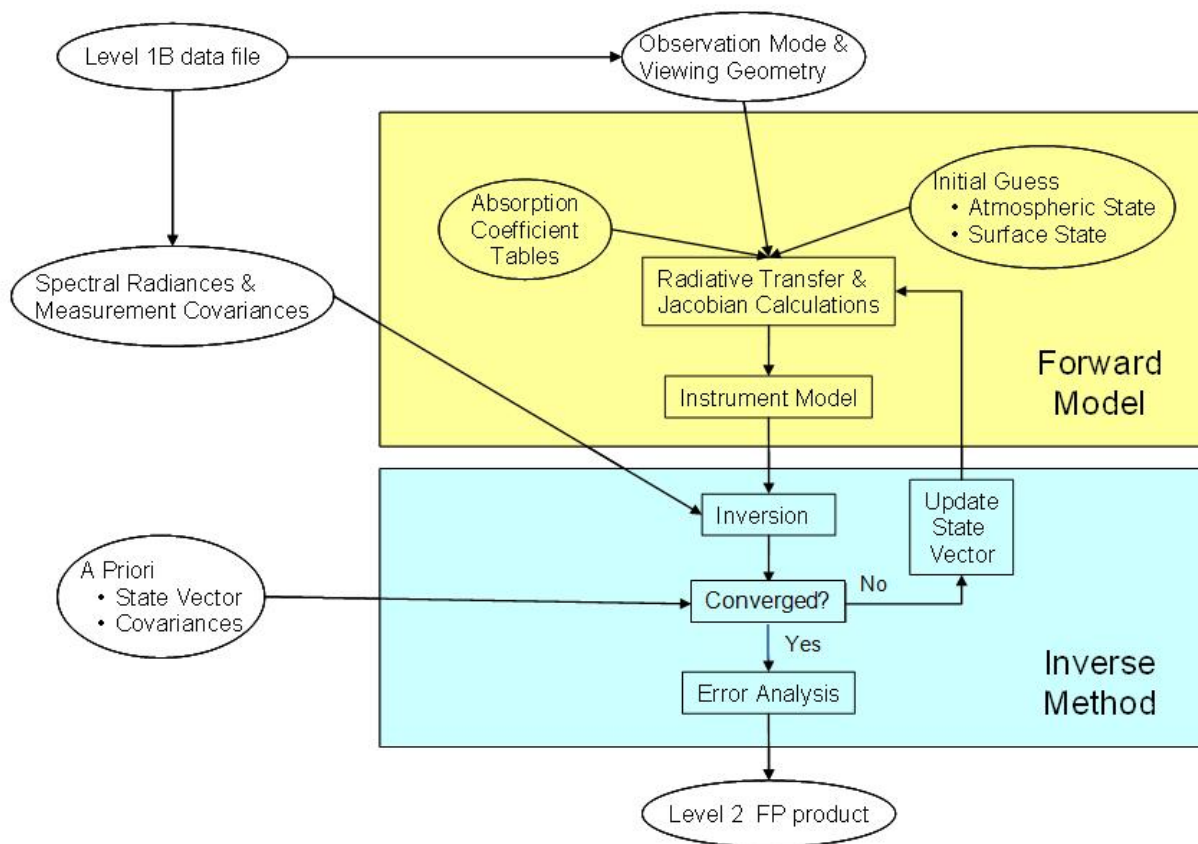 Level 1B data file
Observation Mode &
Viewing Geometry
Absorption
Coefficient
Tables
Initial Guess
• Atmospheric State
• Surface State
Spectral Radiances &
Measurement Covariances
Radiative Transfer &
Jacobian Calculations
Instrument Model
Forward
Model
Inversion
Update
State
Vector
A Priori
• State Vector
• Covariances
Converged?
No
Yes
Error Analysis
Inverse
Method
Level 2 FP product